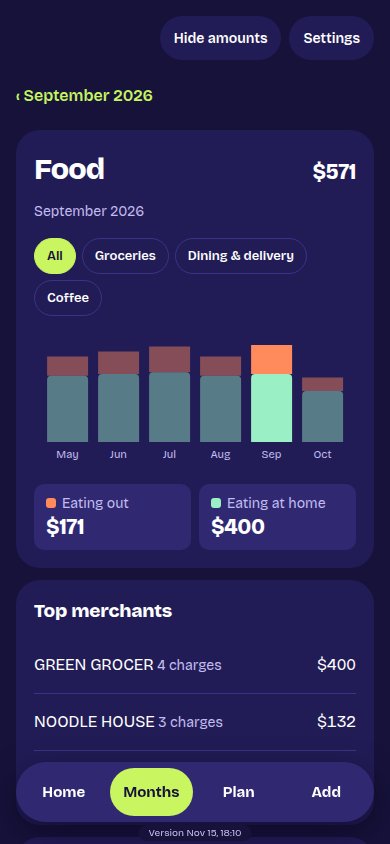 Hide amounts
Settings
‹ September 2026
Food
$571
September 2026
All
Groceries
Dining & delivery
Coffee
May
Jun
Jul
Aug
Sep
Oct
Eating out
$171
Eating at home
$400
Top merchants
GREEN GROCER 4 charges
$400
NOODLE HOUSE 3 charges
$132
Home
Months
Plan
Add
Version Nov 15, 18:10